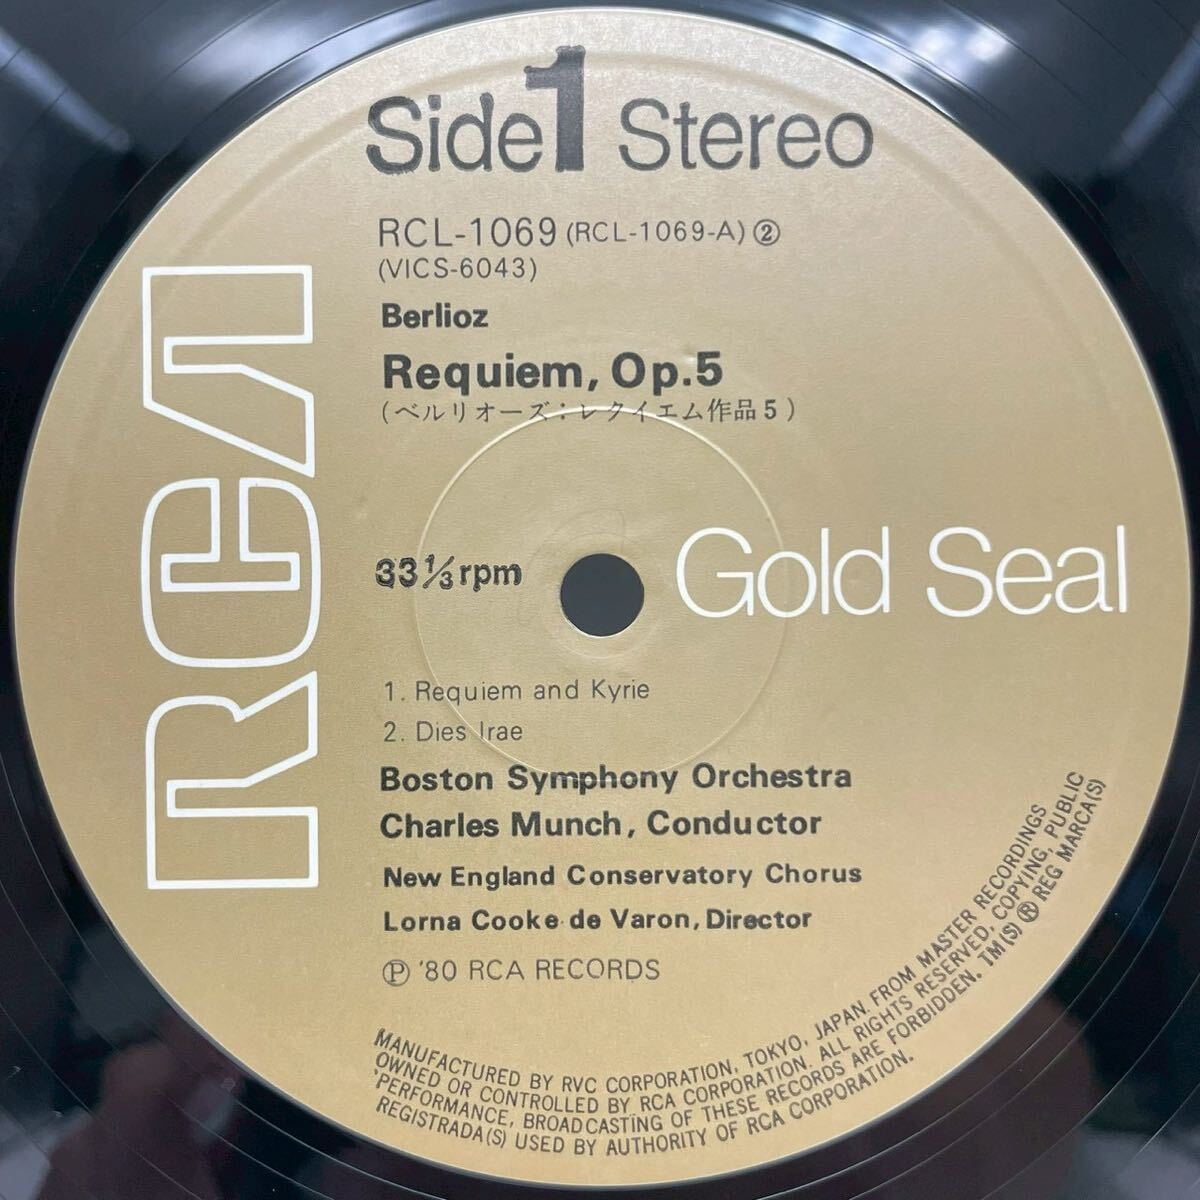 Side 1 Stereo
RCL-1069 (RCL-1069-A) ②
(VICS-6043)
Berlioz
Requiem, Op.5
(ベルリオーズ：レクイエム作品5)
RCA
33⅓rpm
Gold Seal
1. Requiem and Kyrie
2. Dies Irae
Boston Symphony Orchestra
Charles Munch, Conductor
New England Conservatory Chorus
Lorna Cooke de Varon, Director
Ⓟ '80 RCA RECORDS
MANUFACTURED BY RVC CORPORATION, TOKYO, JAPAN. FROM MASTER RECORDINGS
OWNED OR CONTROLLED BY RCA CORPORATION. ALL RIGHTS RESERVED, COPYING, PUBLIC
'PERFORMANCE, BROADCASTING OF THESE RECORDS ARE FORBIDDEN. TM(S) ® REG MARCA(S)
REGISTRADA(S) USED BY AUTHORITY OF RCA CORPORATION.